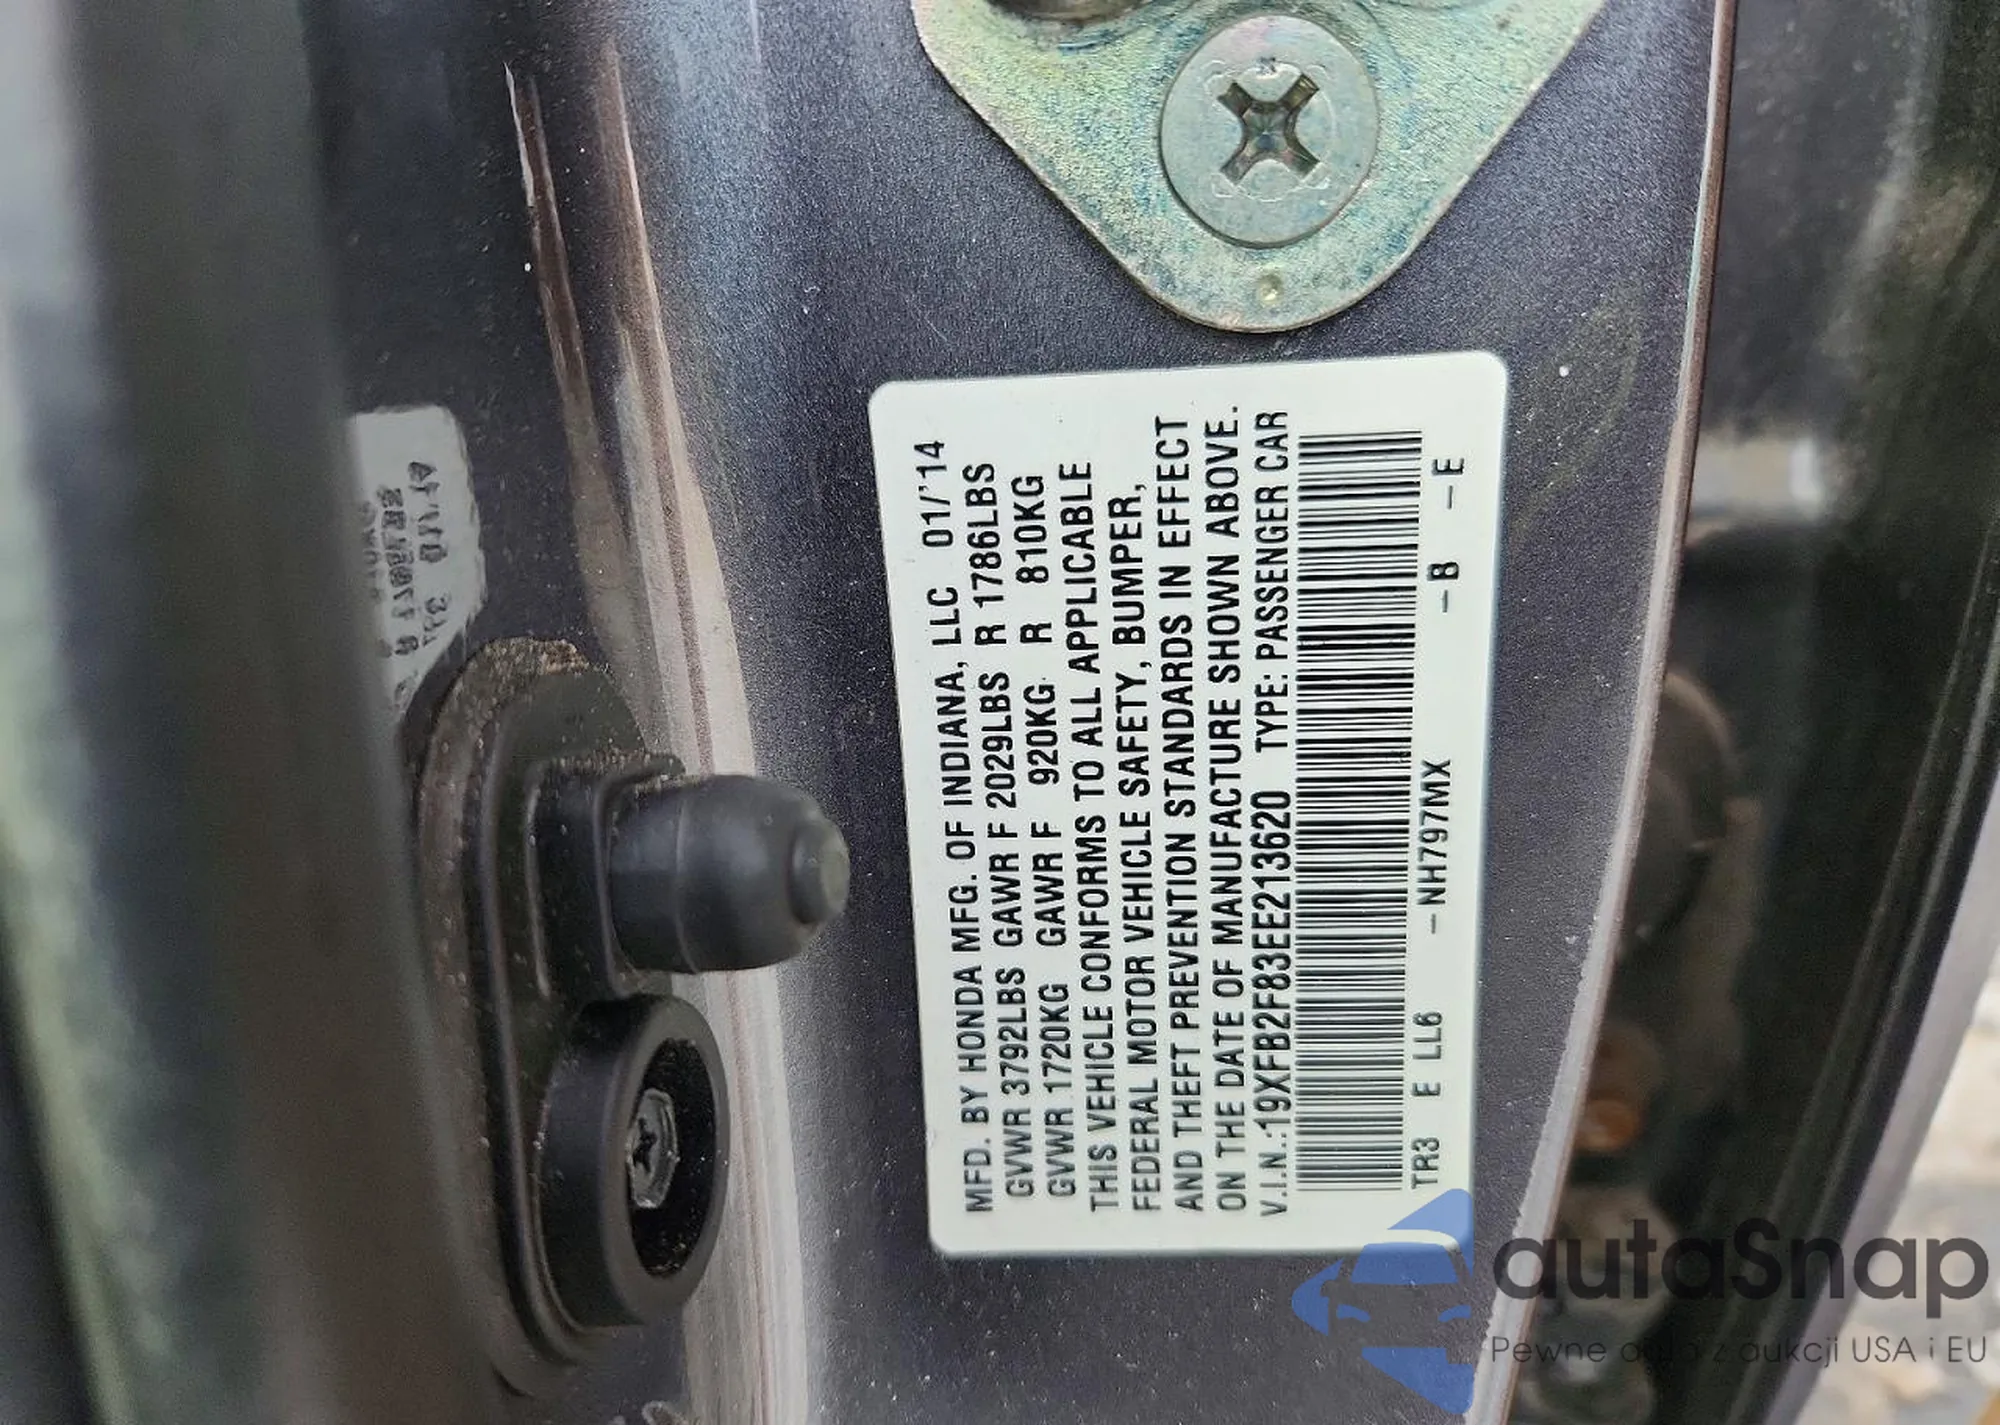 MFD. BY HONDA MFG. OF INDIANA, LLC 01/'14
GVWR 3792LBS GAWR F 2029LBS R 1786LBS
GVWR 1720KG GAWR F 920KG R 810KG
THIS VEHICLE CONFORMS TO ALL APPLICABLE
FEDERAL MOTOR VEHICLE SAFETY, BUMPER,
AND THEFT PREVENTION STANDARDS IN EFFECT
ON THE DATE OF MANUFACTURE SHOWN ABOVE.
V.I.N.:19XFB2F83EE213620 TYPE: PASSENGER CAR
TR3 E LL6 -NH797MX -B -E
autaSnap
Pewne auta z aukcji USA i EU